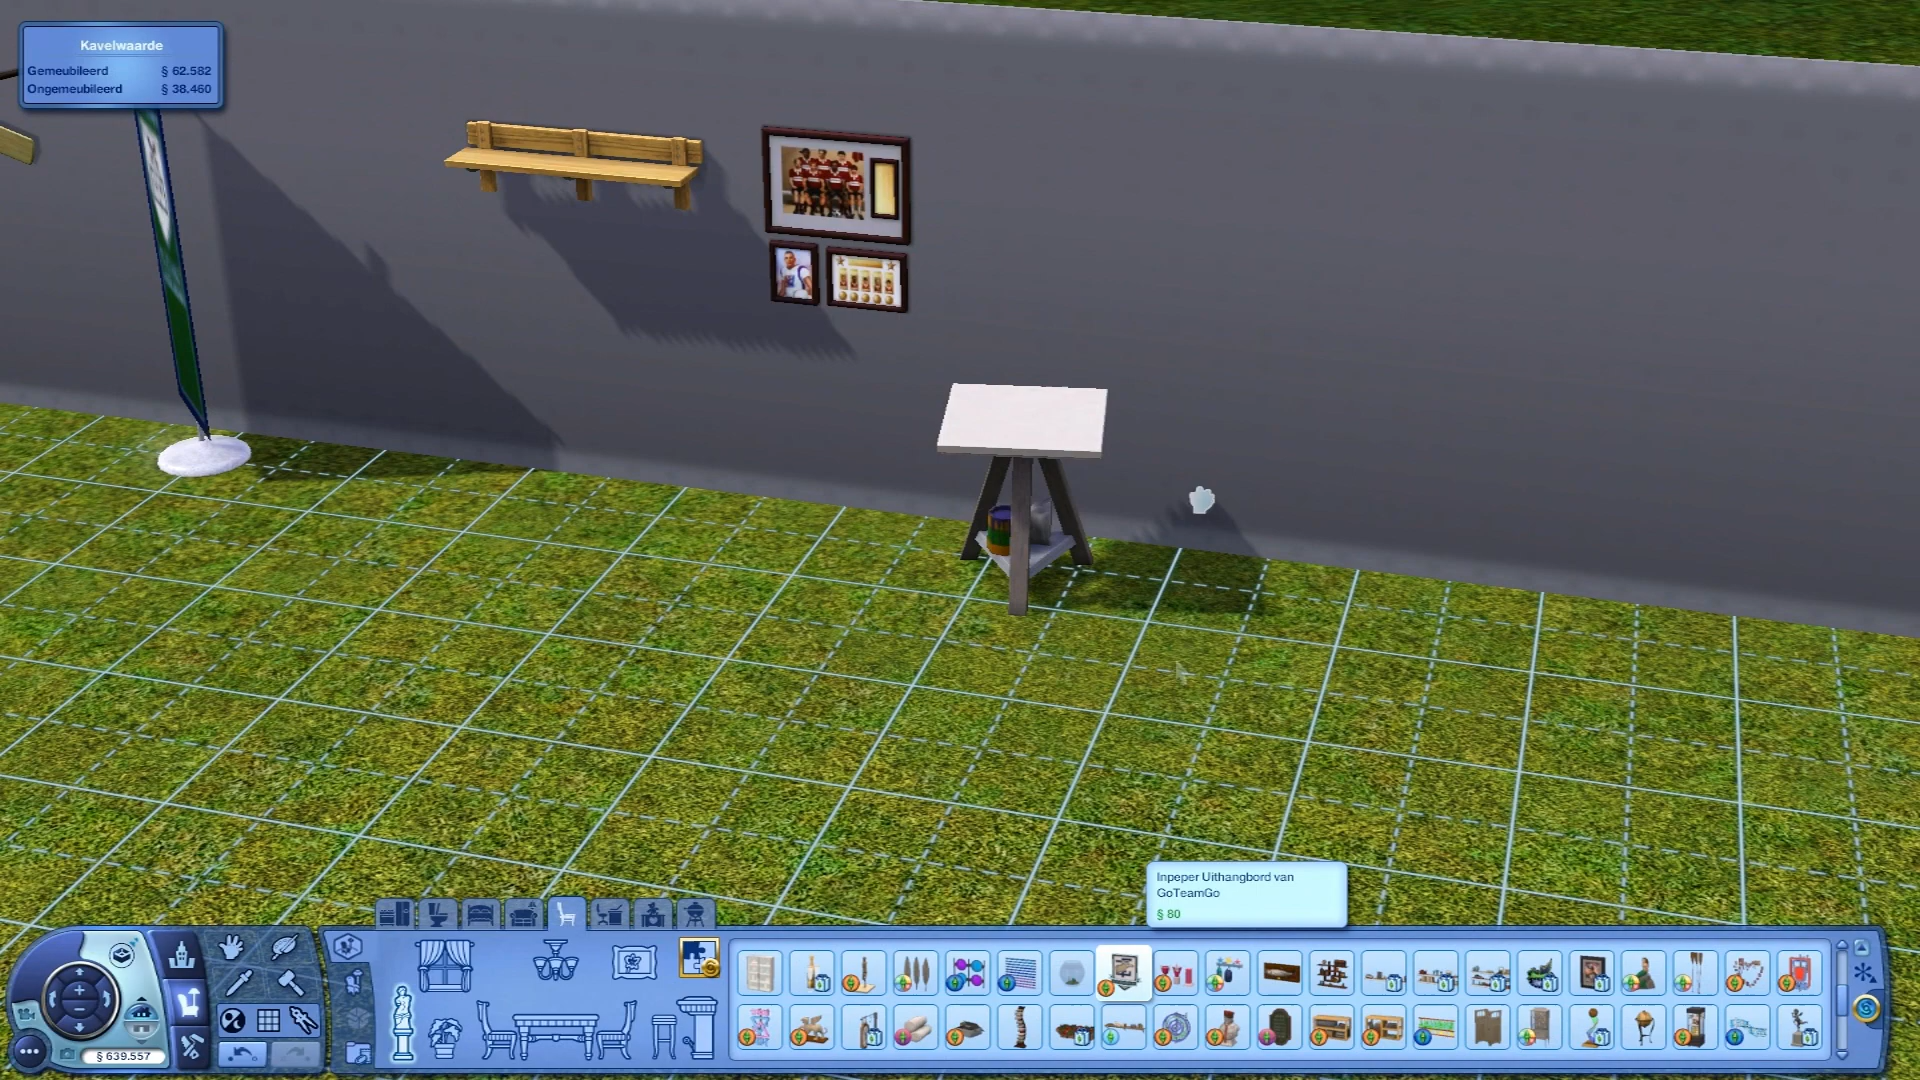 Kavelwaarde
Gemeubileerd § 62.582
Ongemeubileerd § 38.460
Inpeper Uithangbord van
GoTeamGo
§ 80
§ 639.557